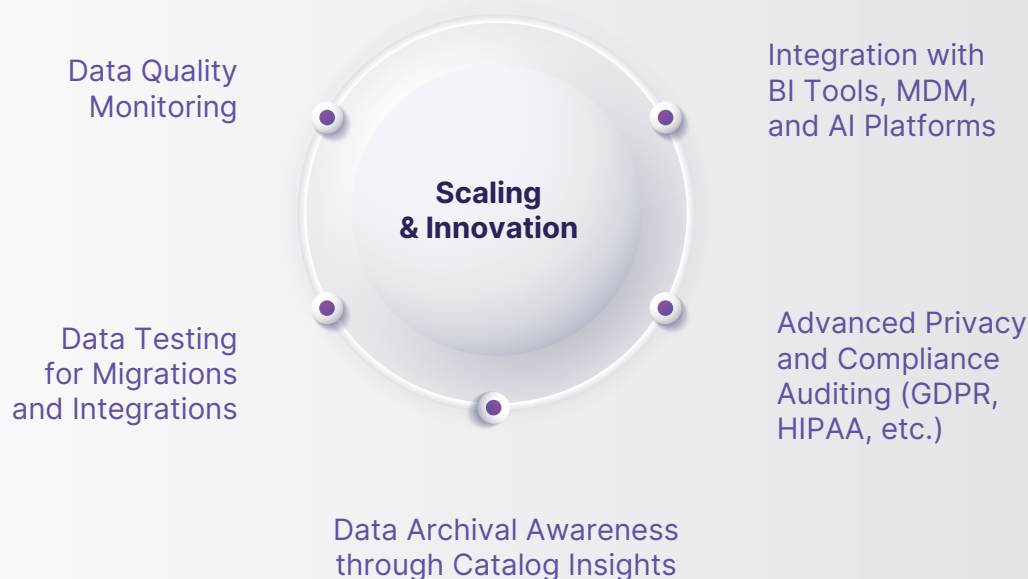 Data Quality
Monitoring
Integration with
BI Tools, MDM,
and AI Platforms
Scaling
& Innovation
Data Testing
for Migrations
and Integrations
Advanced Privacy
and Compliance
Auditing (GDPR,
HIPAA, etc.)
Data Archival Awareness
through Catalog Insights